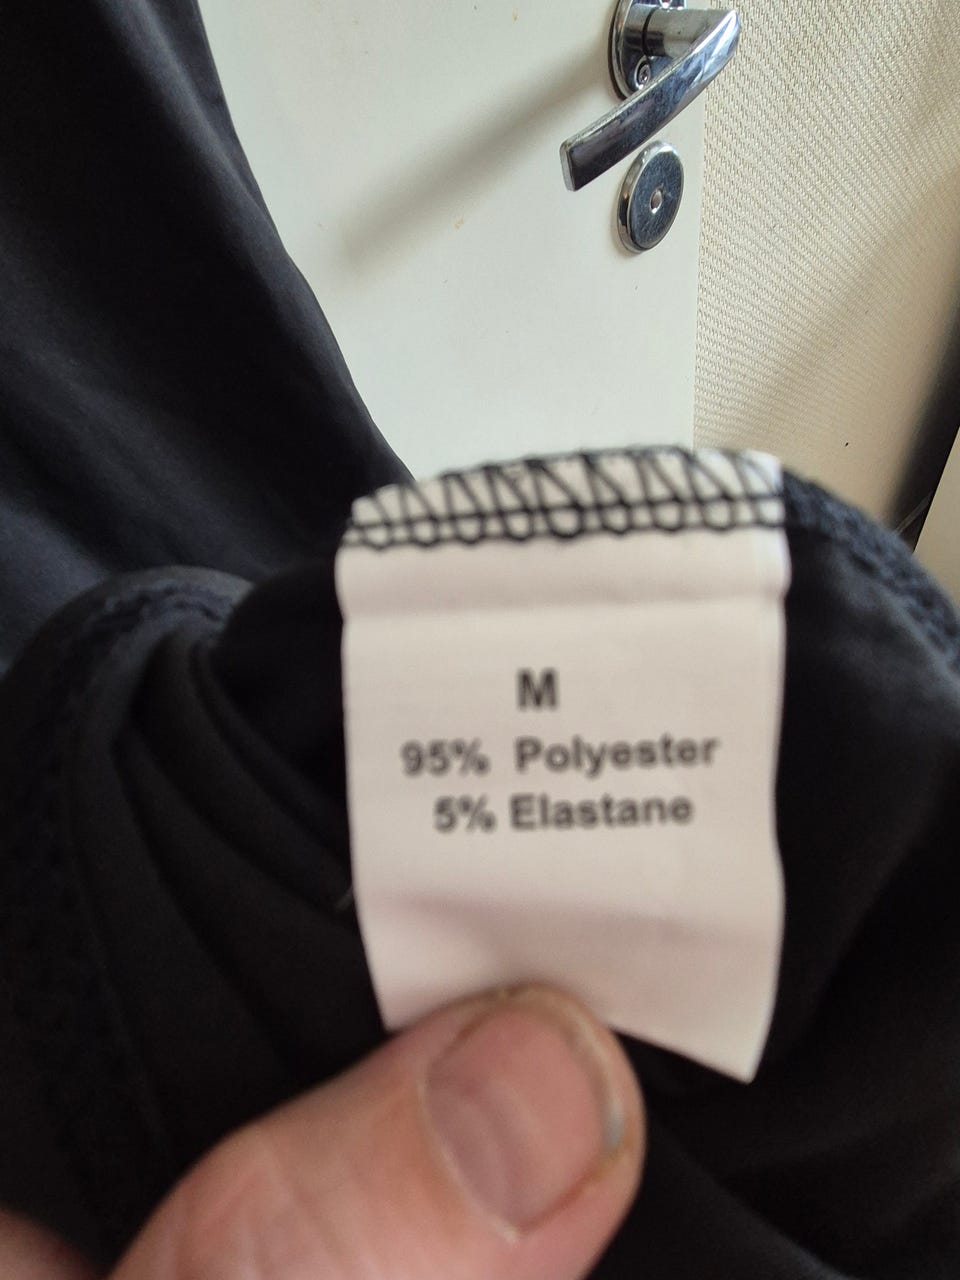 M
95% Polyester
5% Elastane